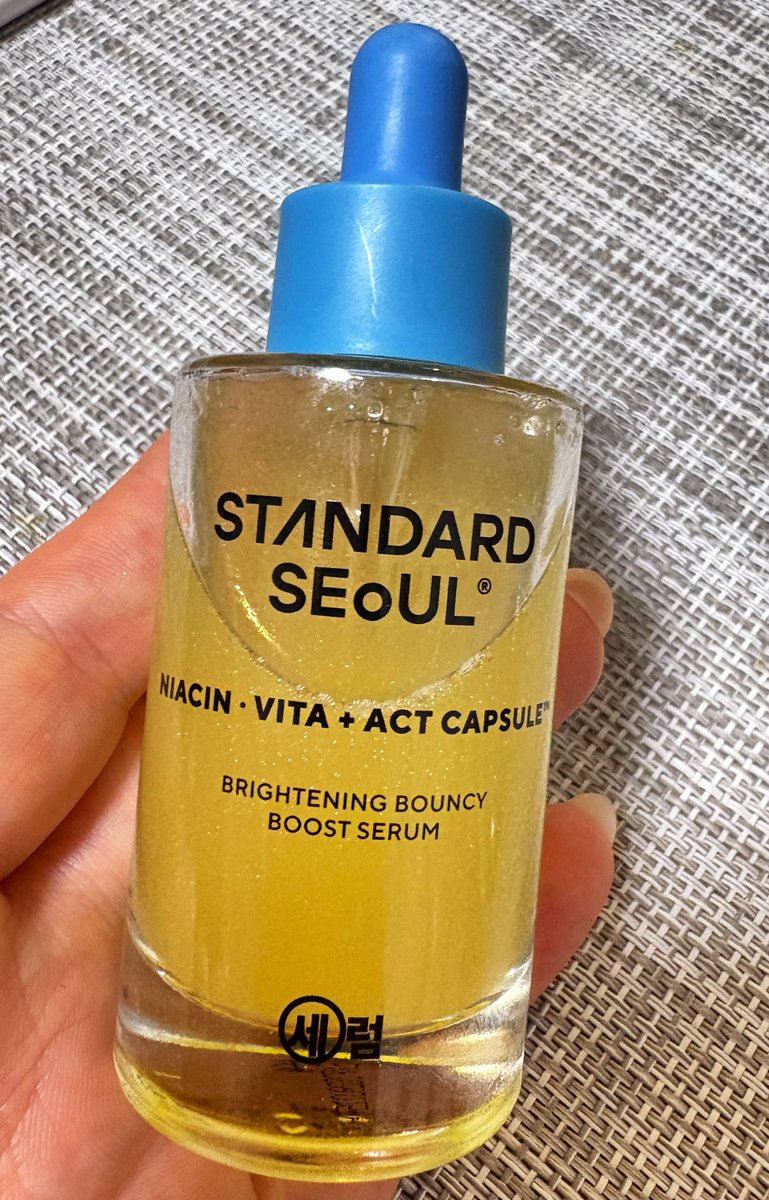 STANDARD
SEoUL®
NIACIN · VITA + ACT CAPSULE™
BRIGHTENING BOUNCY
BOOST SERUM
세럼